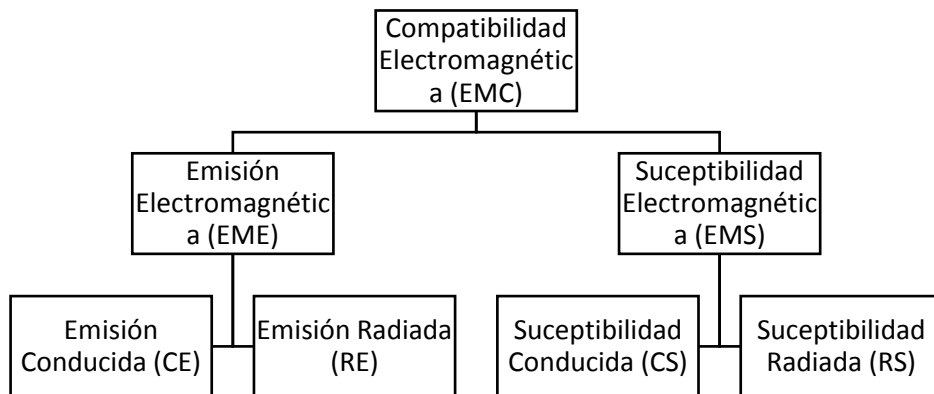 Compatibilidad
Electromagnétic
a (EMC)
Emisión
Electromagnétic
a (EME)
Suceptibilidad
Electromagnétic
a (EMS)
Emisión
Conducida (CE)
Emisión Radiada
(RE)
Suceptibilidad
Conducida (CS)
Suceptibilidad
Radiada (RS)